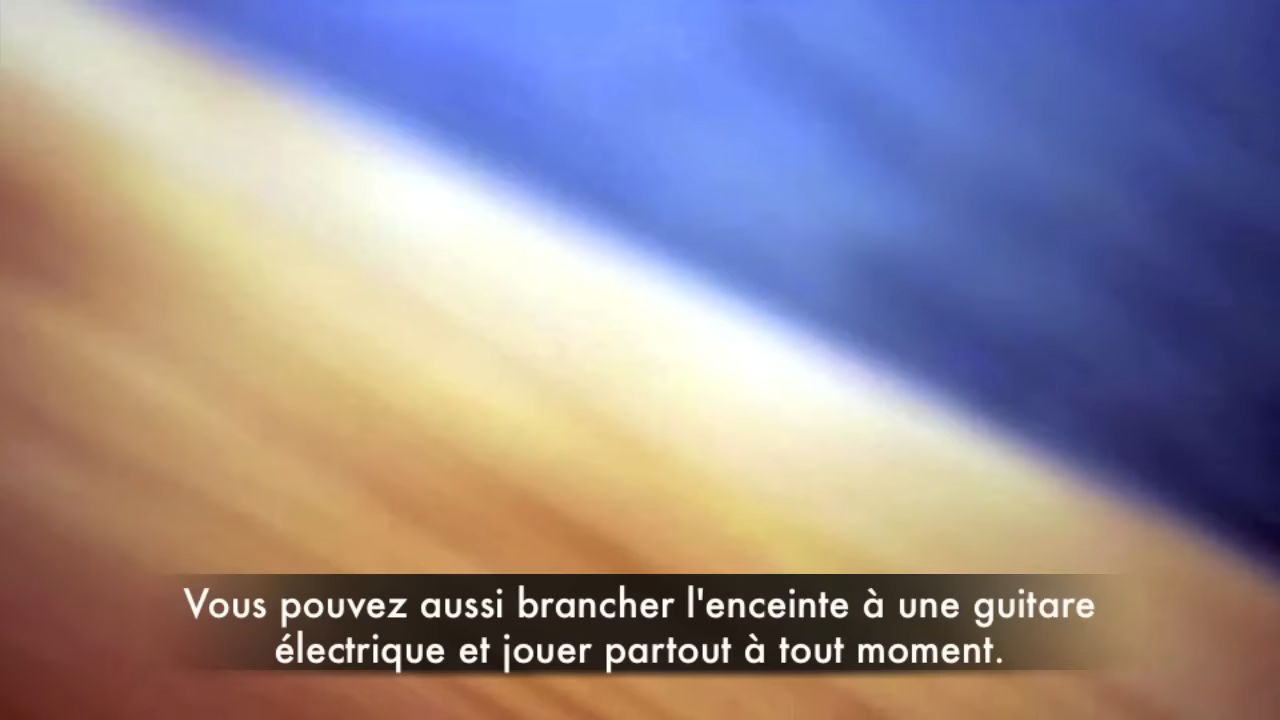 Vous pouvez aussi brancher l'enceinte à une guitare
électrique et jouer partout à tout moment.